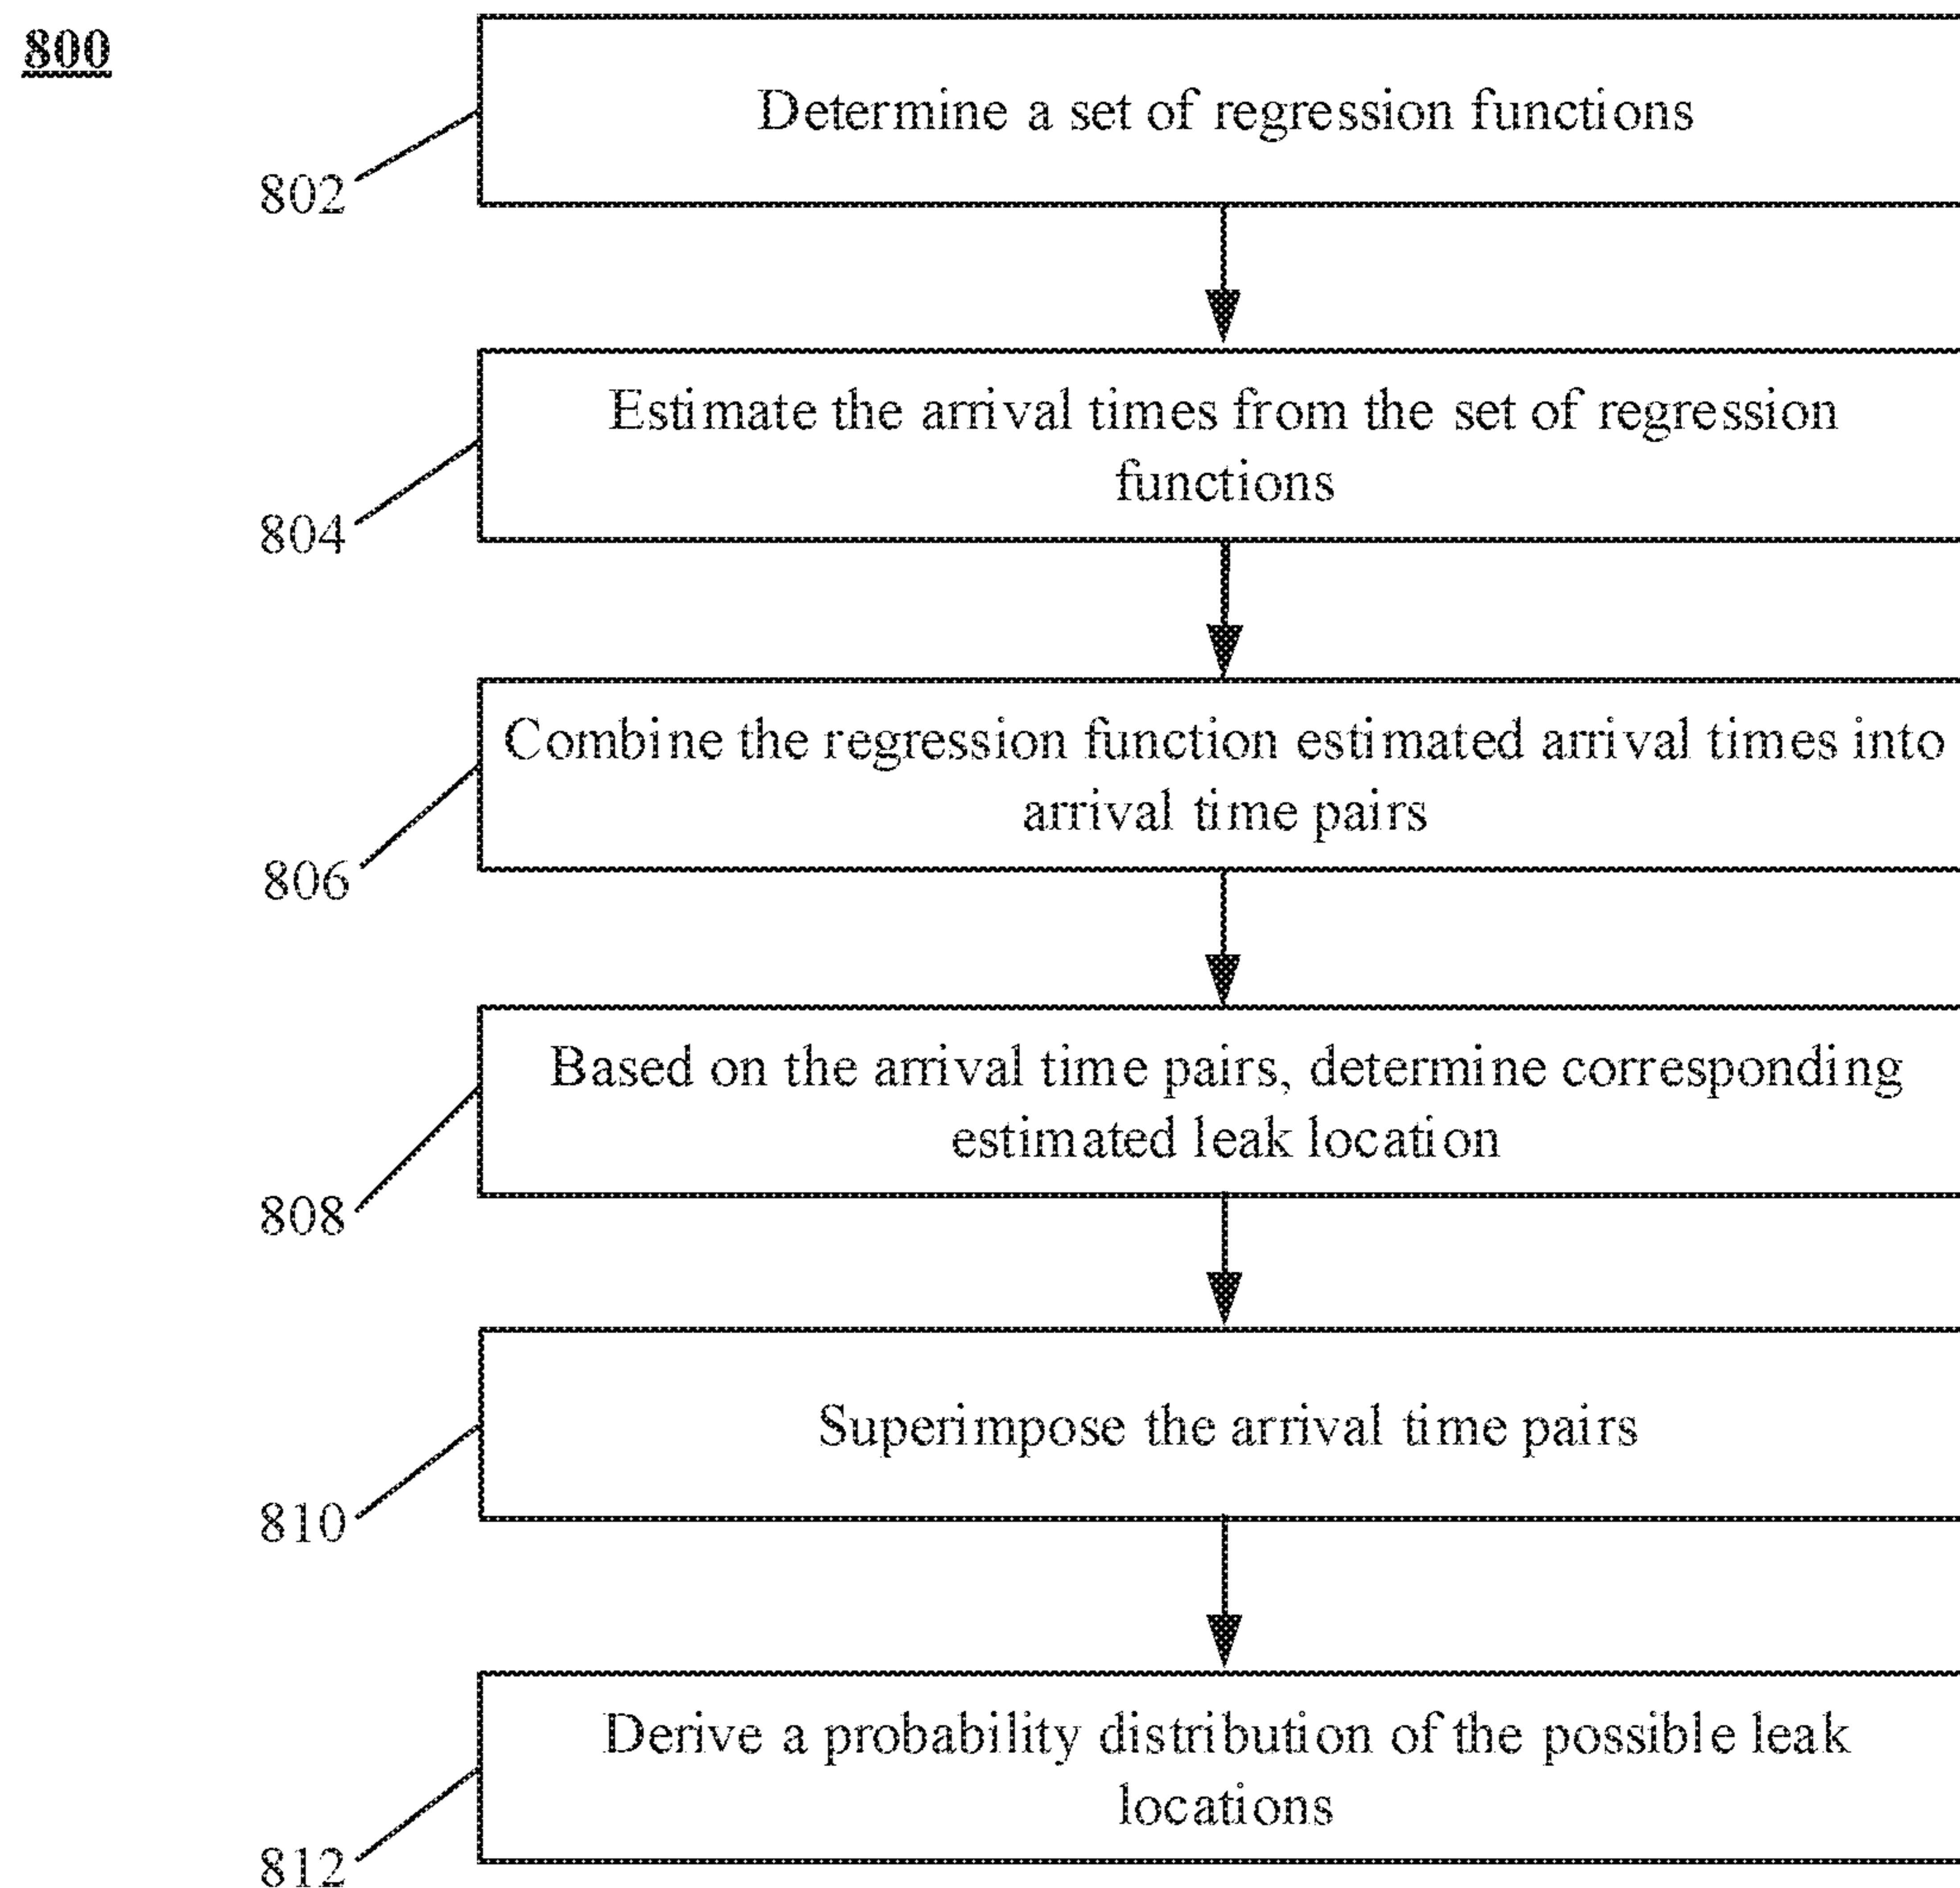 800
Determine a set of regression functions
802
Estimate the arrival times from the set of regression
functions
804
Combine the regression function estimated arrival times into
arrival time pairs
806
Based on the arrival time pairs, determine corresponding
estimated leak location
808
Superimpose the arrival time pairs
810
Derive a probability distribution of the possible leak
locations
812